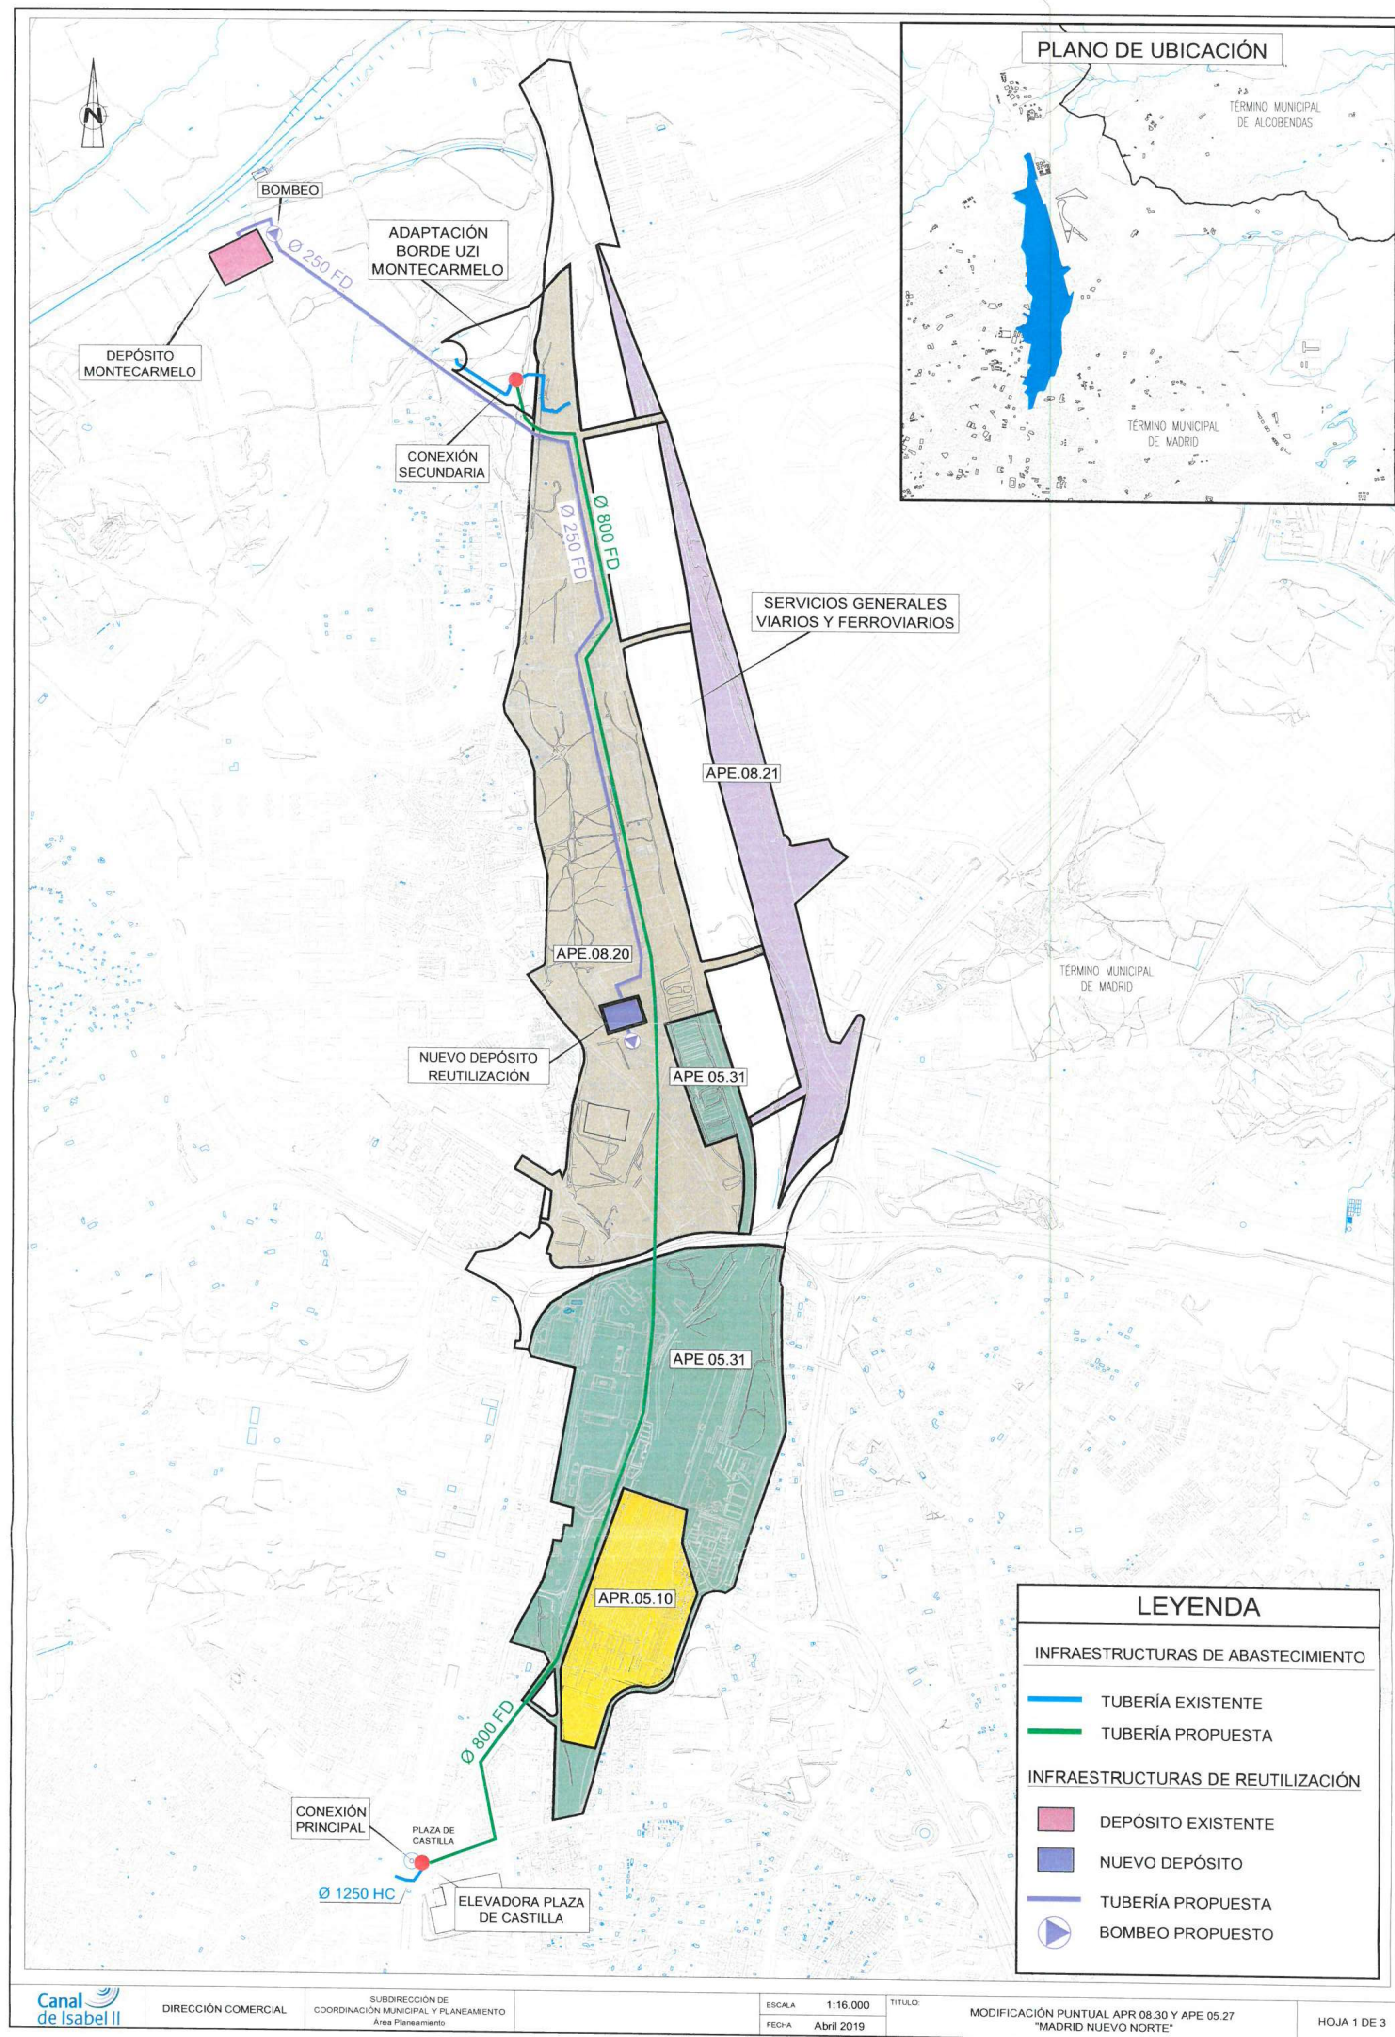 PLANO DE UBICACIÓN
TÉRMINO MUNICIPAL
DE ALCOBENDAS
TÉRMINO MUNICIPAL
DE MADRID
N
BOMBEO
Ø 250 FD
ADAPTACIÓN
BORDE UZI
MONTECARMELO
DEPÓSITO
MONTECARMELO
CONEXIÓN
SECUNDARIA
Ø 250 FD
Ø 800 FD
SERVICIOS GENERALES
VIARIOS Y FERROVIARIOS
APE.08.21
APE.08.20
TÉRMINO MUNICIPAL
DE MADRID
NUEVO DEPÓSITO
REUTILIZACIÓN
APE 05.31
APE.05.31
APR.05.10
Ø 800 FD
CONEXIÓN
PRINCIPAL
PLAZA DE
CASTILLA
Ø 1250 HC
ELEVADORA PLAZA
DE CASTILLA
LEYENDA
INFRAESTRUCTURAS DE ABASTECIMIENTO
TUBERÍA EXISTENTE
TUBERÍA PROPUESTA
INFRAESTRUCTURAS DE REUTILIZACIÓN
DEPÓSITO EXISTENTE
NUEVO DEPÓSITO
TUBERÍA PROPUESTA
BOMBEO PROPUESTO
Canal
de Isabel II
DIRECCIÓN COMERCIAL
SUBDIRECCIÓN DE
COORDINACIÓN MUNICIPAL Y PLANEAMIENTO
Área Planeamiento
ESCALA 1:16.000
FECHA Abril 2019
TÍTULO:
MODIFICACIÓN PUNTUAL APR 08.30 Y APE 05.27
"MADRID NUEVO NORTE"
HOJA 1 DE 3